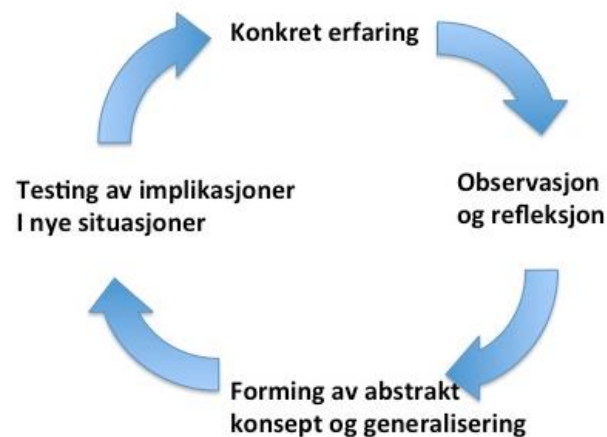 Konkret erfaring
Observasjon
og refleksjon
Forming av abstrakt
konsept og generalisering
Testing av implikasjoner
I nye situasjoner